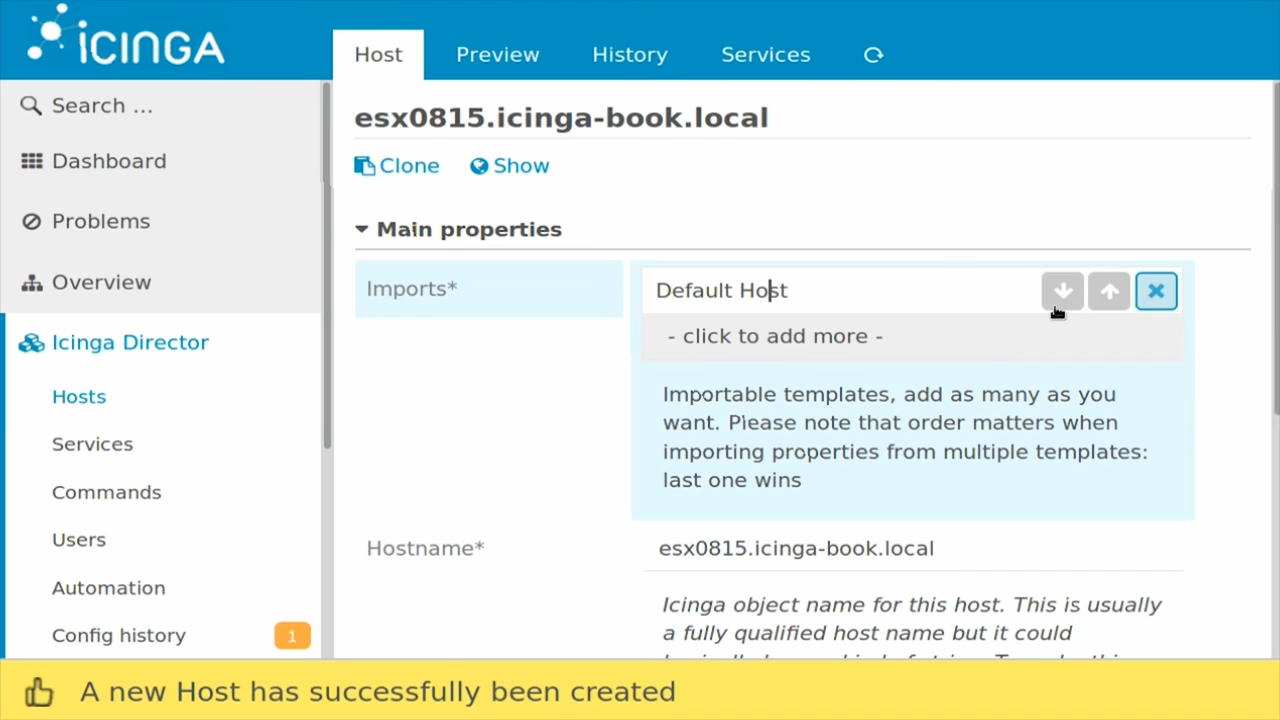 icinga
Host Preview History Services
Search ...
Dashboard
Problems
Overview
Icinga Director
Hosts
Services
Commands
Users
Automation
Config history 1
esx0815.icinga-book.local
Clone Show
Main properties
Imports*
Default Host
- click to add more -
Importable templates, add as many as you
want. Please note that order matters when
importing properties from multiple templates:
last one wins
Hostname*
esx0815.icinga-book.local
Icinga object name for this host. This is usually
a fully qualified host name but it could
A new Host has successfully been created